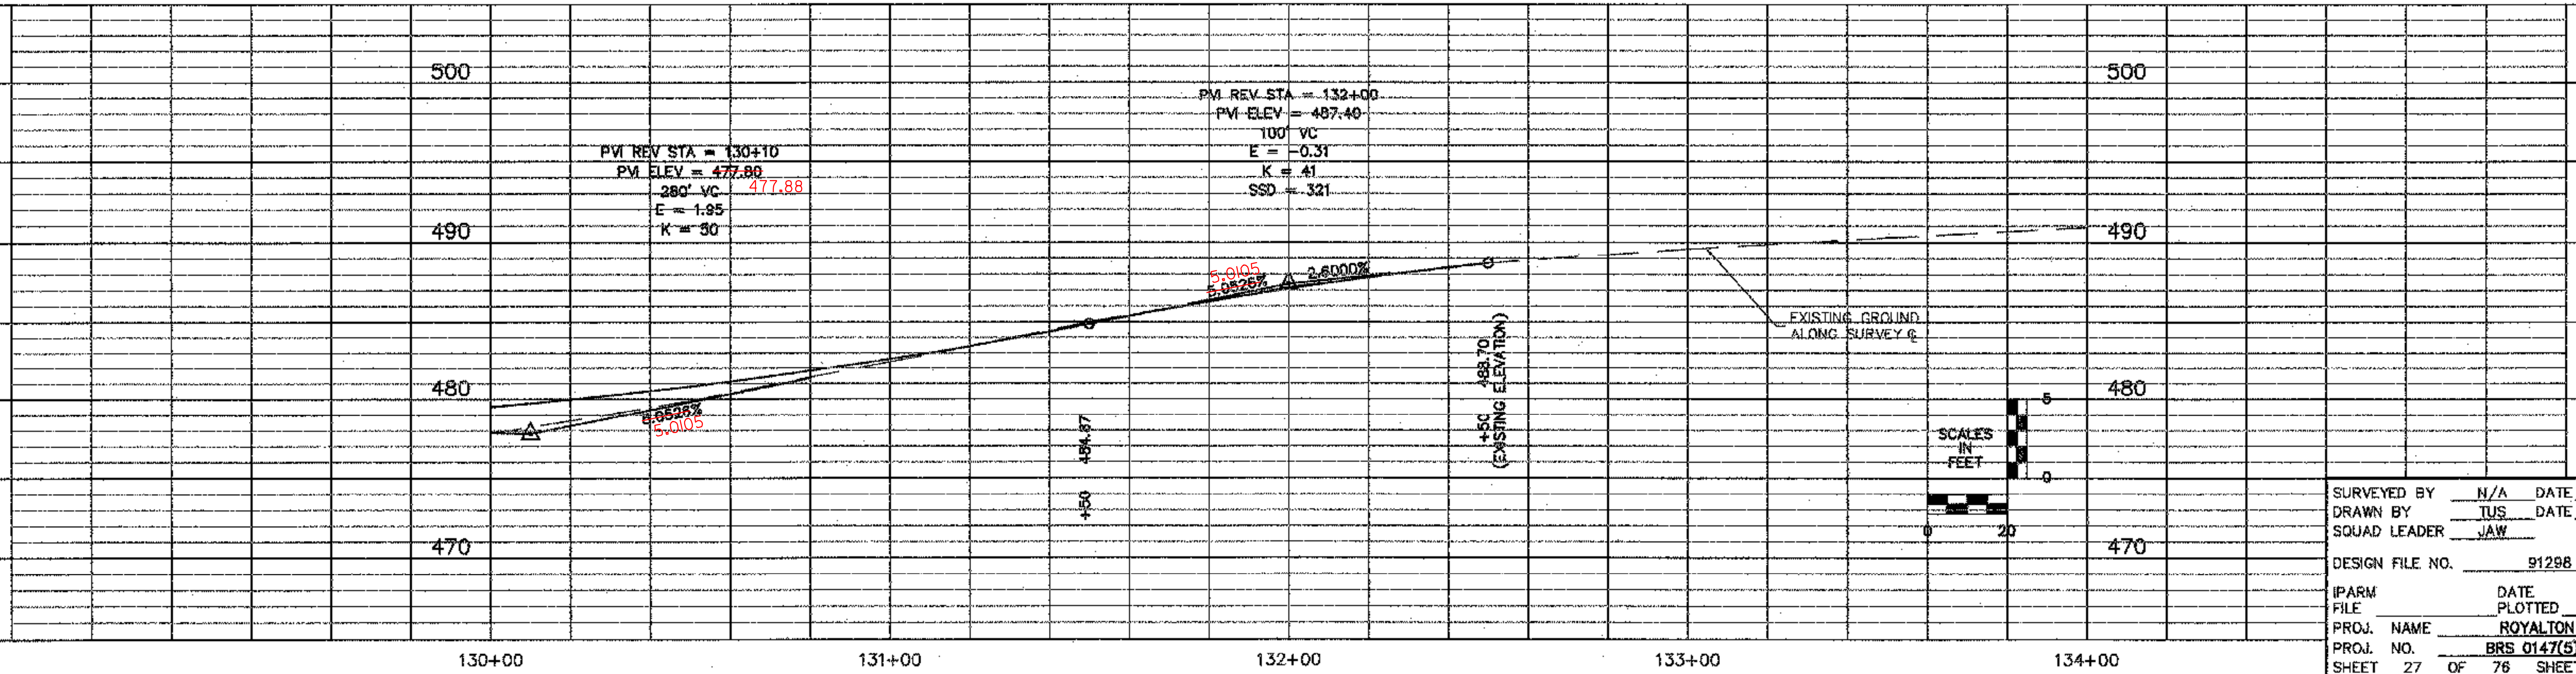 500
500
PVI REV STA = 132+00
PVI ELEV = 487.40
100' VC
E = -0.31
K = 41
SSD = 321
PVI REV STA = 130+10
PVI ELEV = 477.80
477.88
280' VC
E = 1.95
K = 50
490
490
5.0105
5.0526%
2.6000%
EXISTING GROUND
ALONG SURVEY ℄
480
480
5.0526%
5.0105
+50 484.87
+50 488.70
(EXISTING ELEVATION)
5
SCALES
IN
FEET
0
0 20
470
470
130+00
131+00
132+00
133+00
134+00
SURVEYED BY N/A DATE
DRAWN BY TUS DATE
SQUAD LEADER JAW
DESIGN FILE NO. 91298
IPARM DATE
FILE PLOTTED
PROJ. NAME ROYALTON
PROJ. NO. BRS 0147(5)
SHEET 27 OF 76 SHEET